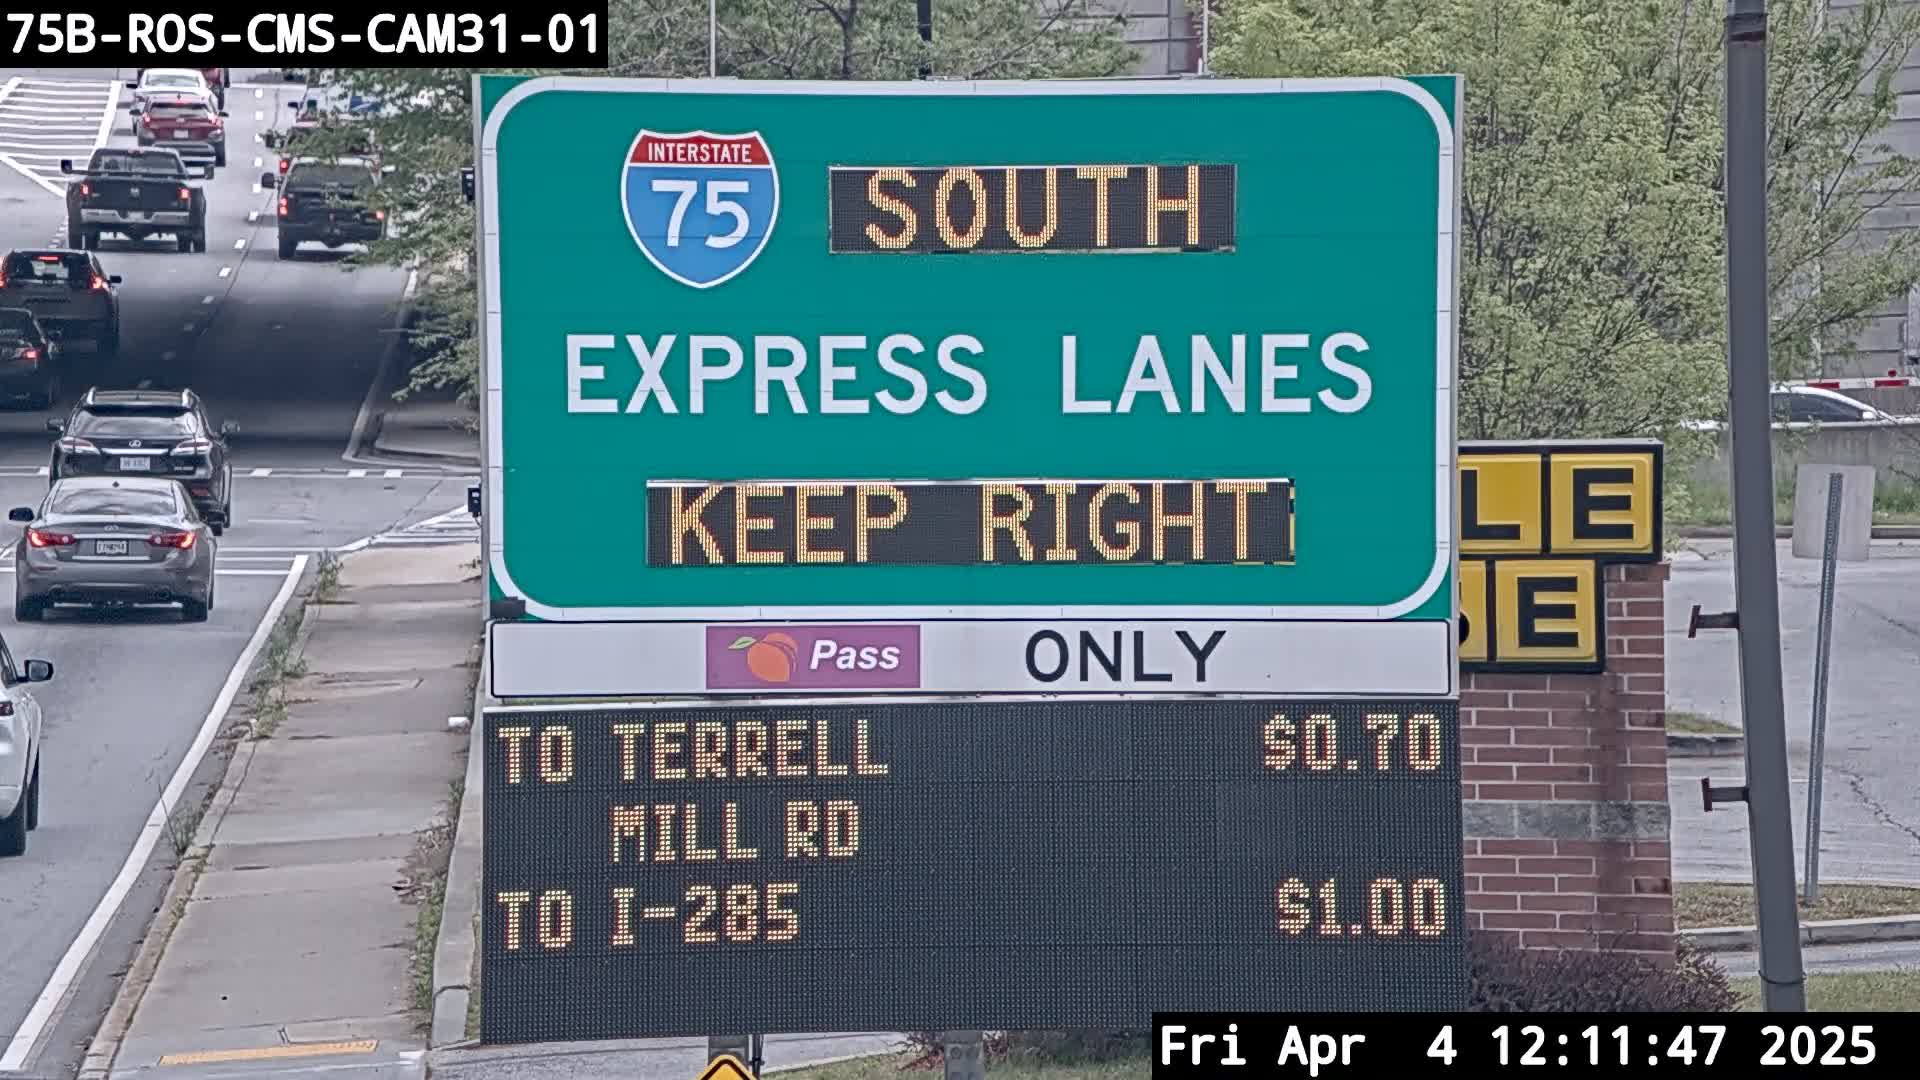 75B-ROS-CMS-CAM31-01
INTERSTATE
75
SOUTH
EXPRESS LANES
KEEP RIGHT
Pass ONLY
TO TERRELL $0.70
MILL RD
TO I-285 $1.00
LE
E
Fri Apr 4 12:11:47 2025